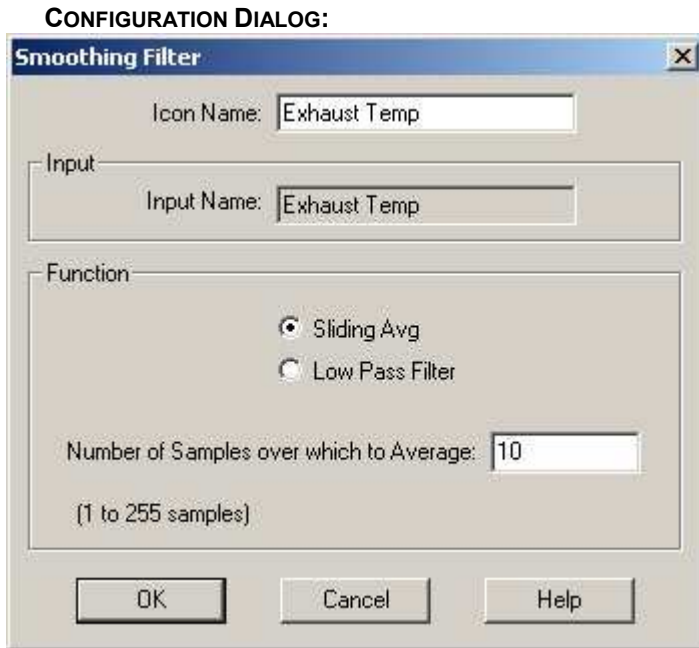 CONFIGURATION DIALOG:
Smoothing Filter
Icon Name: Exhaust Temp
Input
Input Name: Exhaust Temp
Function
Sliding Avg
Low Pass Filter
Number of Samples over which to Average: 10
(1 to 255 samples)
OK Cancel Help